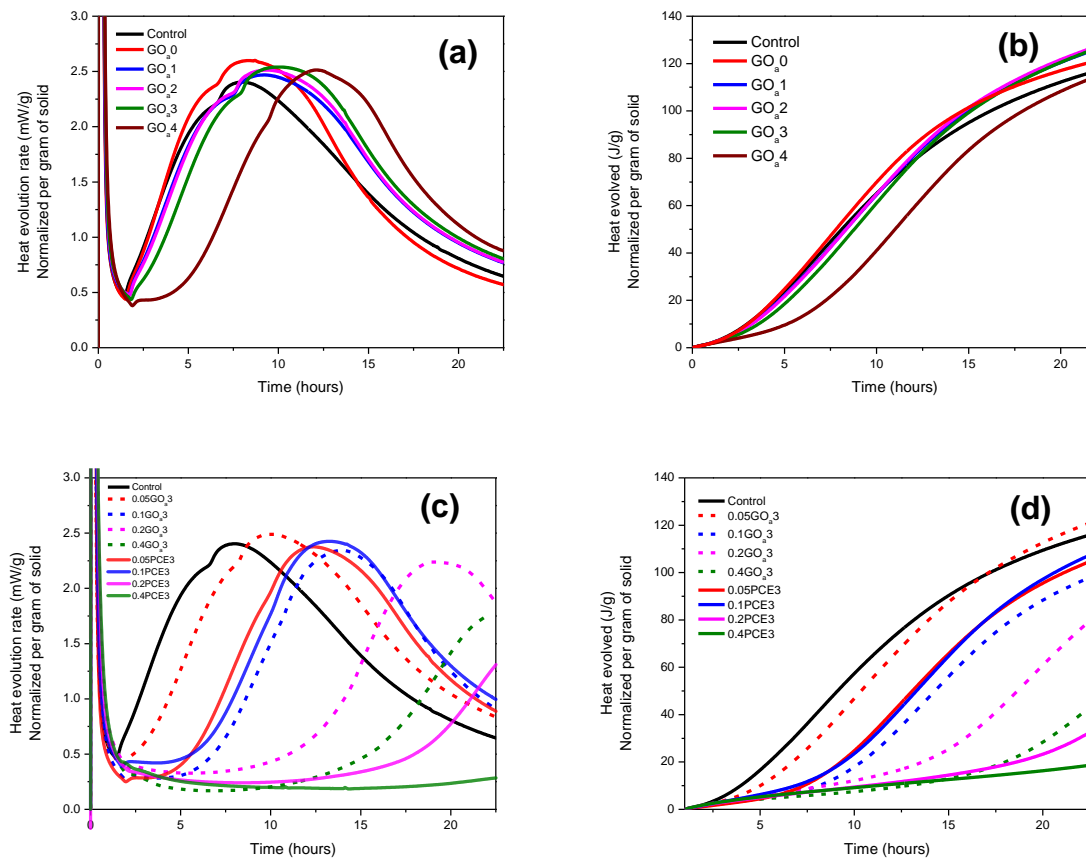 (a)
Control
GOa0
GOa1
GOa2
GOa3
GOa4
3.0
2.5
2.0
1.5
1.0
0.5
0.0
0
5
10
15
20
Heat evolution rate (mW/g)
Normalized per gram of solid
Time (hours)
(b)
Control
GOa0
GOa1
GOa2
GOa3
GOa4
140
120
100
80
60
40
20
0
0
5
10
15
20
Heat evolved (J/g)
Normalized per gram of solid
Time (hours)
(c)
Control
0.05GOa3
0.1GOa3
0.2GOa3
0.4GOa3
0.05PCE3
0.1PCE3
0.2PCE3
0.4PCE3
3.0
2.5
2.0
1.5
1.0
0.5
0.0
0
5
10
15
20
Heat evolution rate (mW/g)
Normalized per gram of solid
Time (hours)
(d)
Control
0.05GOa3
0.1GOa3
0.2GOa3
0.4GOa3
0.05PCE3
0.1PCE3
0.2PCE3
0.4PCE3
140
120
100
80
60
40
20
0
5
10
15
20
Heat evolved (J/g)
Normalized per gram of solid
Time (hours)